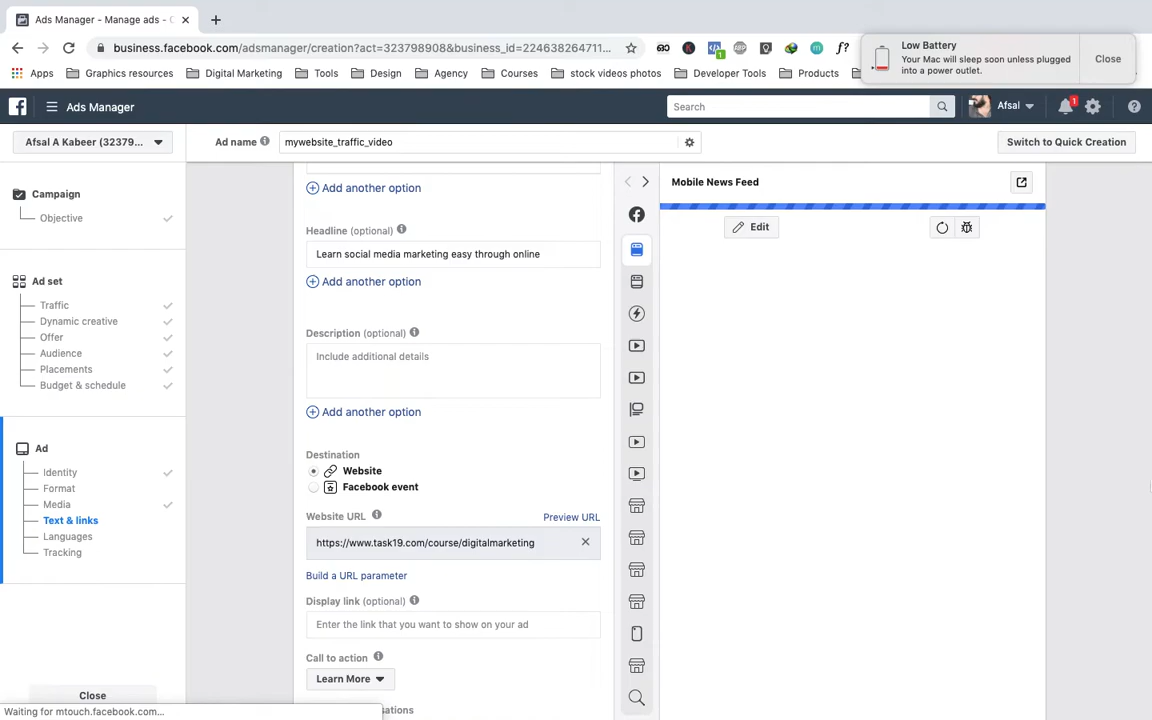 Ads Manager - Manage ads - C
business.facebook.com/adsmanager/creation?act=323798908&business_id=224638264711...
Apps
Graphics resources
Digital Marketing
Tools
Design
Agency
Courses
stock videos photos
Developer Tools
Products
Low Battery
Your Mac will sleep soon unless plugged
into a power outlet.
Close
Ads Manager
Search
Afsal
1
Afsal A Kabeer (32379...
Ad name
mywebsite_traffic_video
Switch to Quick Creation
Campaign
Objective
Ad set
Traffic
Dynamic creative
Offer
Audience
Placements
Budget & schedule
Ad
Identity
Format
Media
Text & links
Languages
Tracking
Close
Waiting for mtouch.facebook.com...
Add another option
Headline (optional)
Learn social media marketing easy through online
Add another option
Description (optional)
Include additional details
Add another option
Destination
Website
Facebook event
Website URL
Preview URL
https://www.task19.com/course/digitalmarketing
Build a URL parameter
Display link (optional)
Enter the link that you want to show on your ad
Call to action
Learn More
Mobile News Feed
Edit